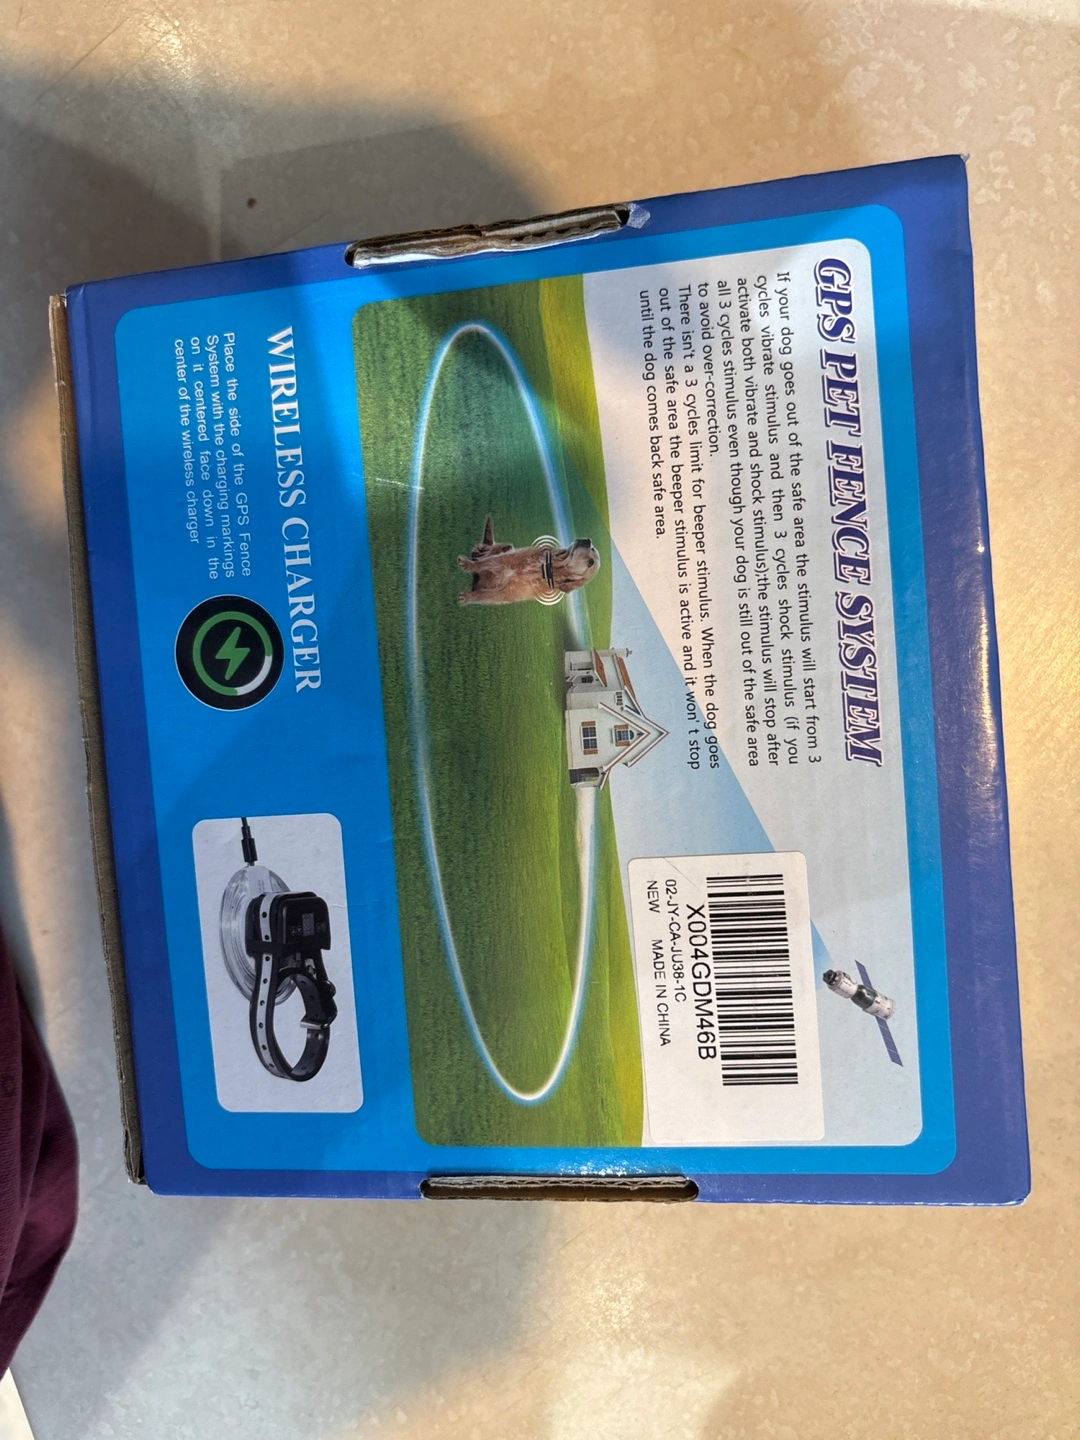 GPS PET FENCE SYSTEM
If your dog goes out of the safe area the stimulus will start from 3
cycles vibrate stimulus and then 3 cycles shock stimulus (if you
activate both vibrate and shock stimulus);the stimulus will stop after
all 3 cycles stimulus even though your dog is still out of the safe area
to avoid over-correction.
There isn't a 3 cycles limit for beeper stimulus. When the dog goes
out of the safe area the beeper stimulus is active and it won't stop
until the dog comes back safe area.
X004GDM46B
02-JY-CA-JU38-1C
NEW MADE IN CHINA
WIRELESS CHARGER
Place the side of the GPS Fence
System with the charging markings
on it centered face down in the
center of the wireless charger